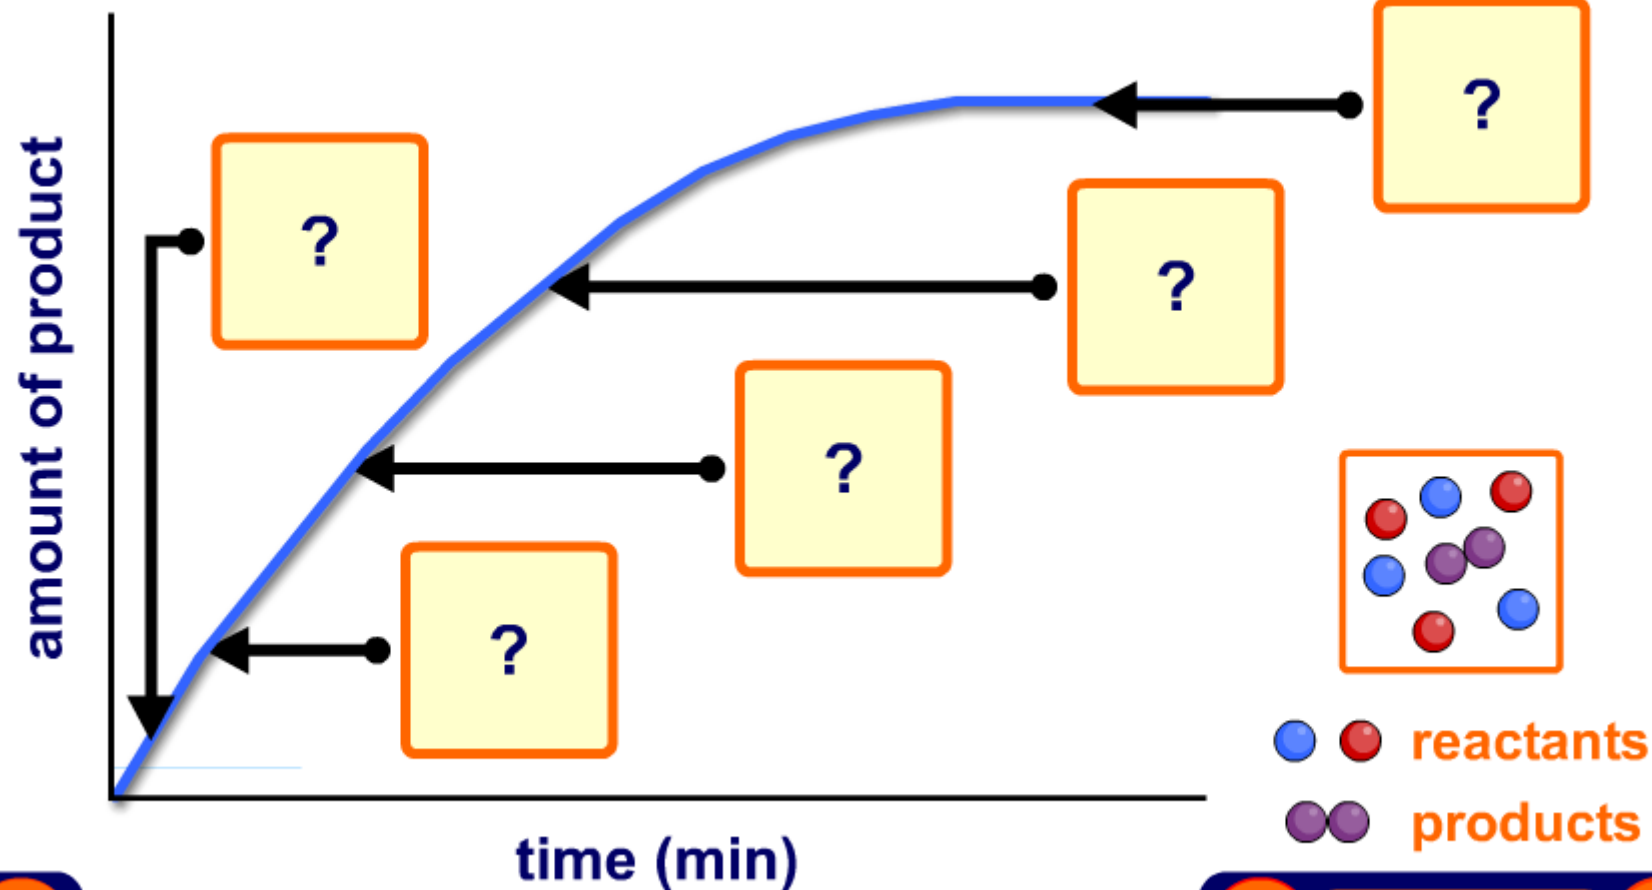 ?
?
?
?
?
amount of product
time (min)
reactants
products